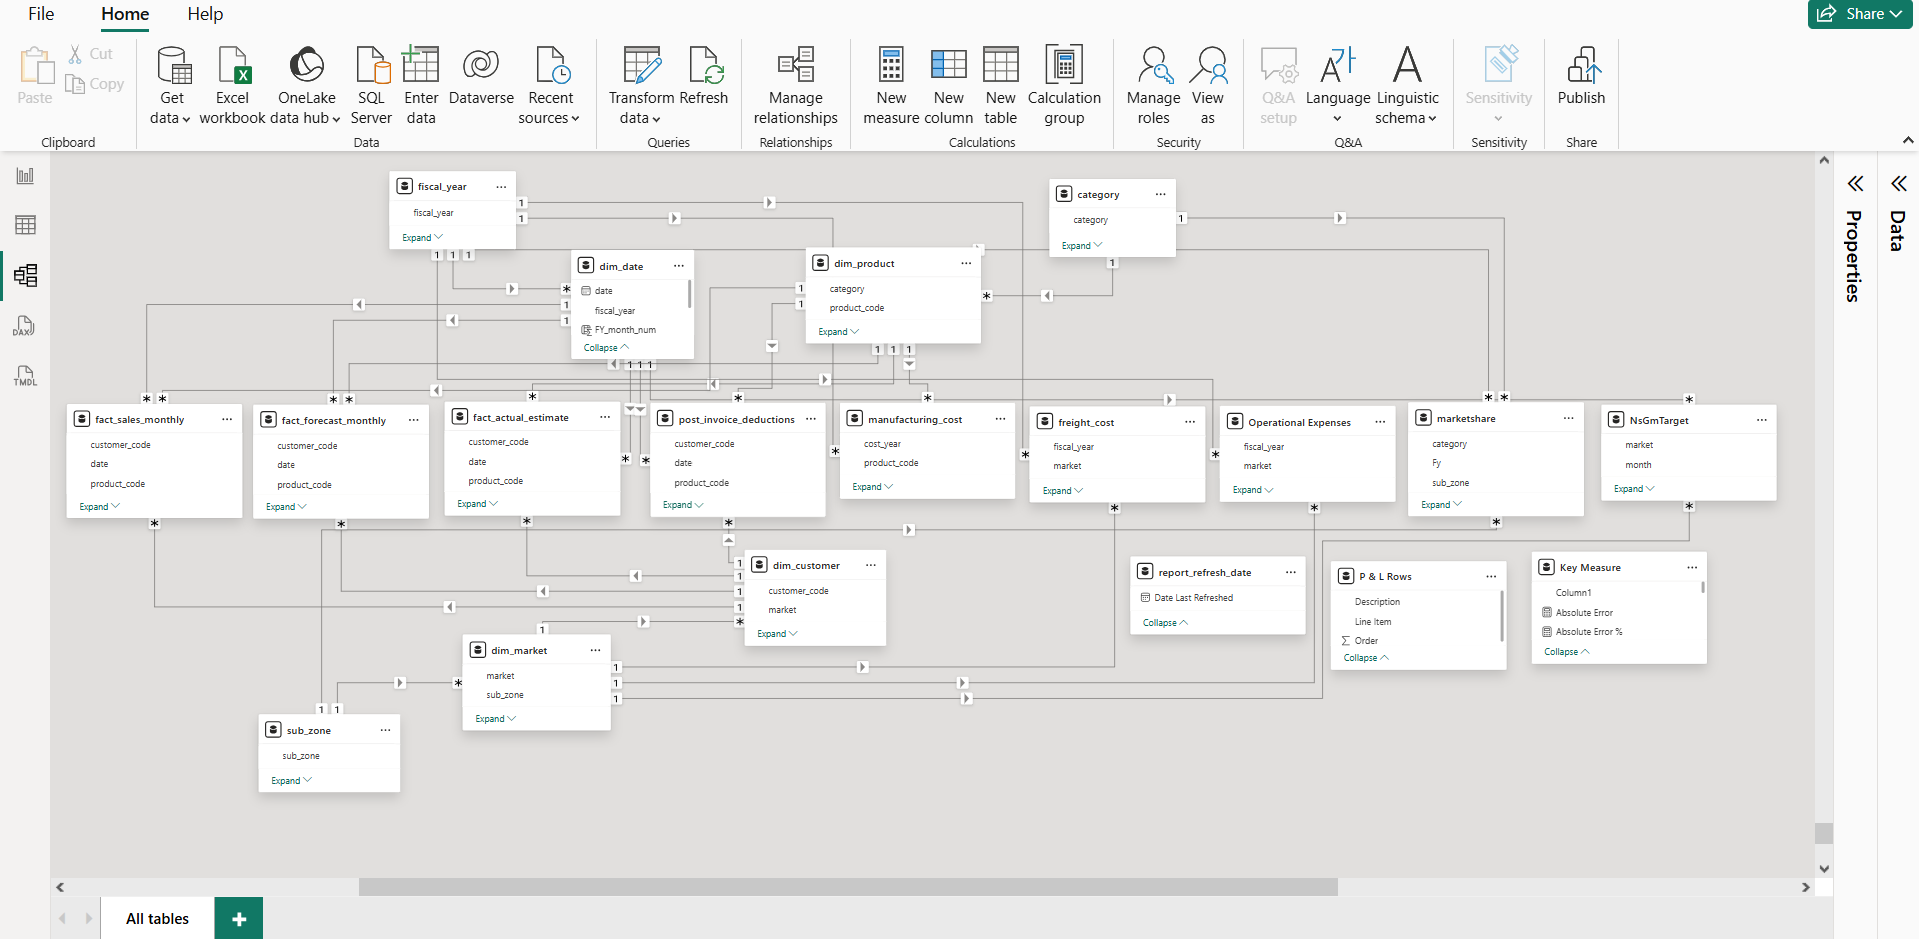 File Home Help Share
Paste
Cut
Copy
Clipboard
Get data
Excel workbook
OneLake data hub
SQL Server
Enter data
Dataverse
Recent sources
Data
Transform data
Refresh
Queries
Manage relationships
Relationships
New measure
New column
New table
Calculation group
Calculations
Manage roles
View as
Security
Q&A setup
Language
Linguistic schema
Q&A
Sensitivity
Sensitivity
Publish
Share
DAX
TMDL
Properties
Data
fiscal_year
fiscal_year
Expand
category
category
Expand
dim_date
date
fiscal_year
FY_month_num
Collapse
dim_product
category
product_code
Expand
fact_sales_monthly
customer_code
date
product_code
Expand
fact_forecast_monthly
customer_code
date
product_code
Expand
fact_actual_estimate
customer_code
date
product_code
Expand
post_invoice_deductions
customer_code
date
product_code
Expand
manufacturing_cost
cost_year
product_code
Expand
freight_cost
fiscal_year
market
Expand
Operational Expenses
fiscal_year
market
Expand
marketshare
category
Fy
sub_zone
Expand
NsGmTarget
market
month
Expand
dim_customer
customer_code
market
Expand
report_refresh_date
Date Last Refreshed
Collapse
P & L Rows
Description
Line Item
Order
Collapse
Key Measure
Column1
Absolute Error
Absolute Error %
Collapse
dim_market
market
sub_zone
Expand
sub_zone
sub_zone
Expand
All tables